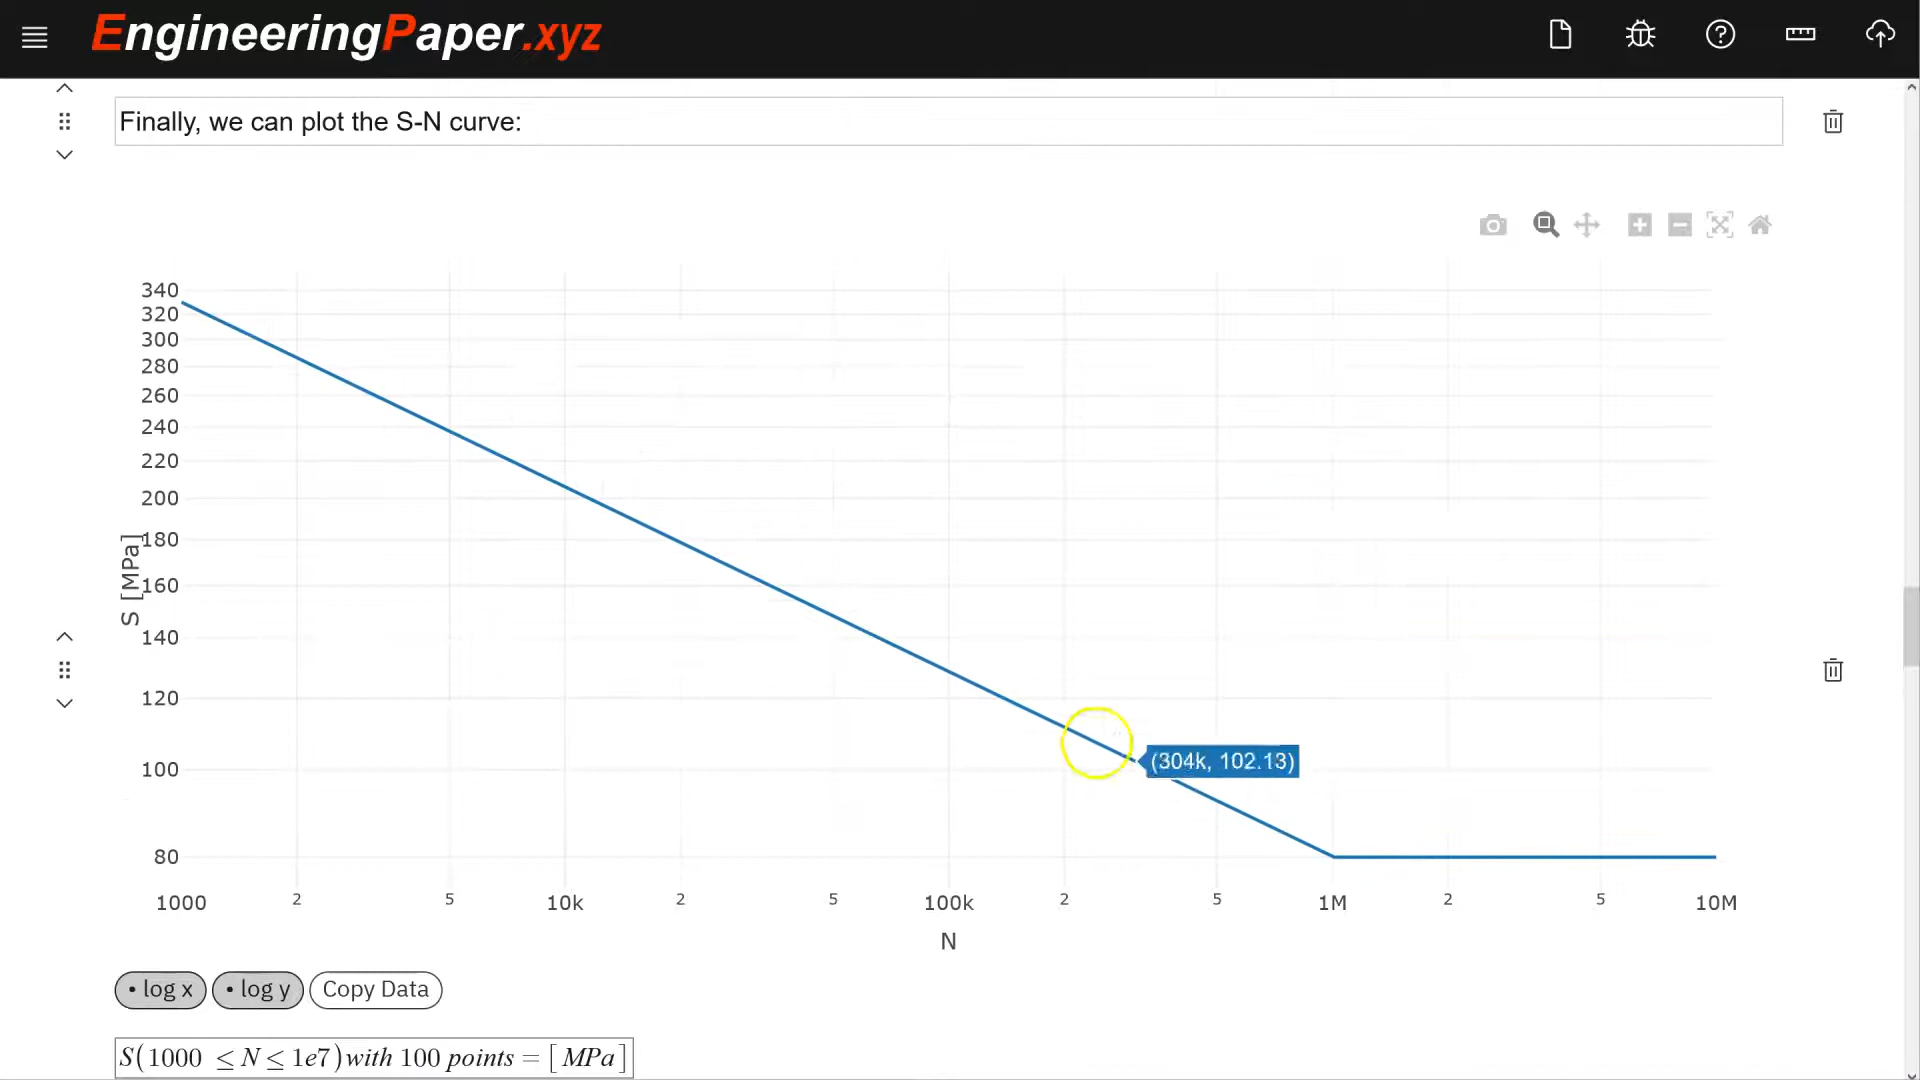 EngineeringPaper.xyz
Finally, we can plot the S-N curve:
340
320
300
280
260
240
220
200
180
160
140
120
100
80
S [MPa]
(304k, 102.13)
1000 2 5 10k 2 5 100k 2 5 1M 2 5 10M
N
• log x • log y Copy Data
S(1000 ≤ N ≤ 1e7) with 100 points = [MPa]